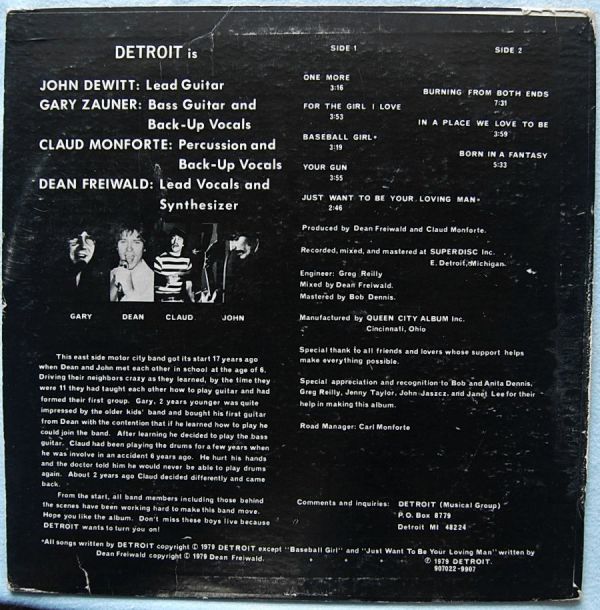 DETROIT is
JOHN DEWITT: Lead Guitar
GARY ZAUNER: Bass Guitar and
Back-Up Vocals
CLAUD MONFORTE: Percussion and
Back-Up Vocals
DEAN FREIWALD: Lead Vocals and
Synthesizer
GARY DEAN CLAUD JOHN
This east side motor city band got its start 17 years ago
when Dean and John met each other in school at the age of 6.
Driving their neighbors crazy as they learned, by the time they
were 11 they had taught each other how to play guitar and had
formed their first group. Gary, 2 years younger was quite
impressed by the older kids' band and bought his first guitar
from Dean with the contention that if he learned how to play he
could join the band. After learning he decided to play the bass
guitar. Claud had been playing the drums for a few years when
he was involve in an accident 6 years ago. He hurt his hands
and the doctor told him he would never be able to play drums
again. About 2 years ago Claud decided differently and came
back.
From the start, all band members including those behind
the scenes have been working hard to make this band move.
Hope you like the album. Don't miss these boys live because
DETROIT wants to turn you on!
SIDE 1
ONE MORE
3:16
FOR THE GIRL I LOVE
3:53
BASEBALL GIRL*
3:19
YOUR GUN
3:55
JUST WANT TO BE YOUR LOVING MAN*
2:46
SIDE 2
BURNING FROM BOTH ENDS
7:31
IN A PLACE WE LOVE TO BE
3:59
BORN IN A FANTASY
5:33
Produced by Dean Freiwald and Claud Monforte.
Recorded, mixed, and mastered at SUPERDISC Inc.
E. Detroit, Michigan.
Engineer: Greg Reilly
Mixed by Dean Freiwald.
Mastered by Bob Dennis.
Manufactured by QUEEN CITY ALBUM Inc.
Cincinnati, Ohio
Special thank to all friends and lovers whose support helps
make everything possible.
Special appreciation and recognition to Bob and Anita Dennis,
Greg Reilly, Jenny Taylor, John Jaszcz, and Janet Lee for their
help in making this album.
Road Manager: Carl Monforte
Comments and inquiries: DETROIT (Musical Group)
P.O. Box 8779
Detroit MI 48224
*All songs written by DETROIT copyright © 1979 DETROIT except "Baseball Girl" and "Just Want To Be Your Loving Man" written by
Dean Freiwald copyright © 1979 Dean Freiwald.
℗ 1979 DETROIT.
907022-9907